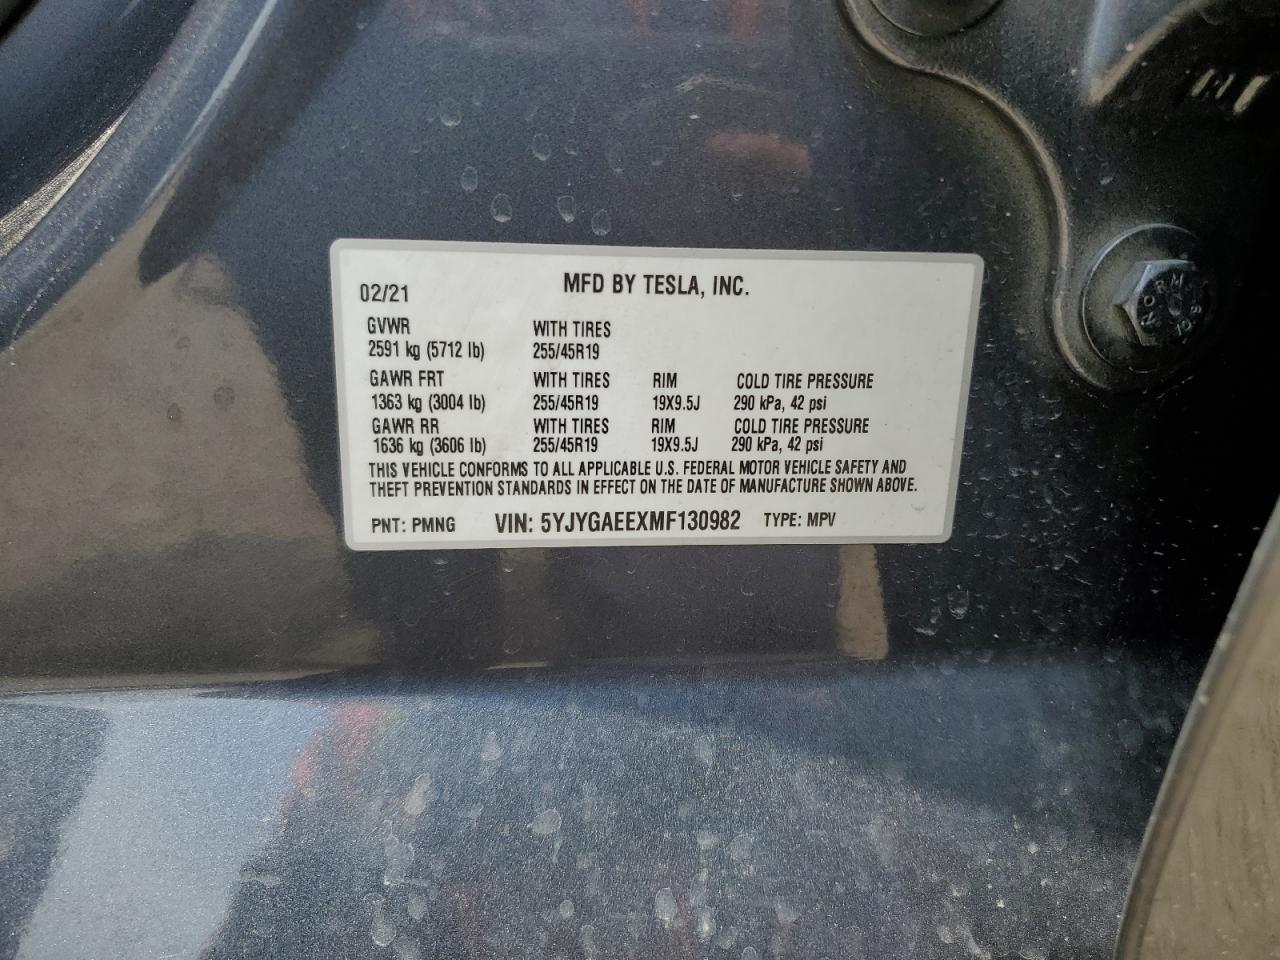 MFD BY TESLA, INC.
02/21
GVWR WITH TIRES
2591 kg (5712 lb) 255/45R19
GAWR FRT WITH TIRES RIM COLD TIRE PRESSURE
1363 kg (3004 lb) 255/45R19 19X9.5J 290 kPa, 42 psi
GAWR RR WITH TIRES RIM COLD TIRE PRESSURE
1636 kg (3606 lb) 255/45R19 19X9.5J 290 kPa, 42 psi
THIS VEHICLE CONFORMS TO ALL APPLICABLE U.S. FEDERAL MOTOR VEHICLE SAFETY AND
THEFT PREVENTION STANDARDS IN EFFECT ON THE DATE OF MANUFACTURE SHOWN ABOVE.
PNT: PMNG VIN: 5YJYGAEEXMF130982 TYPE: MPV